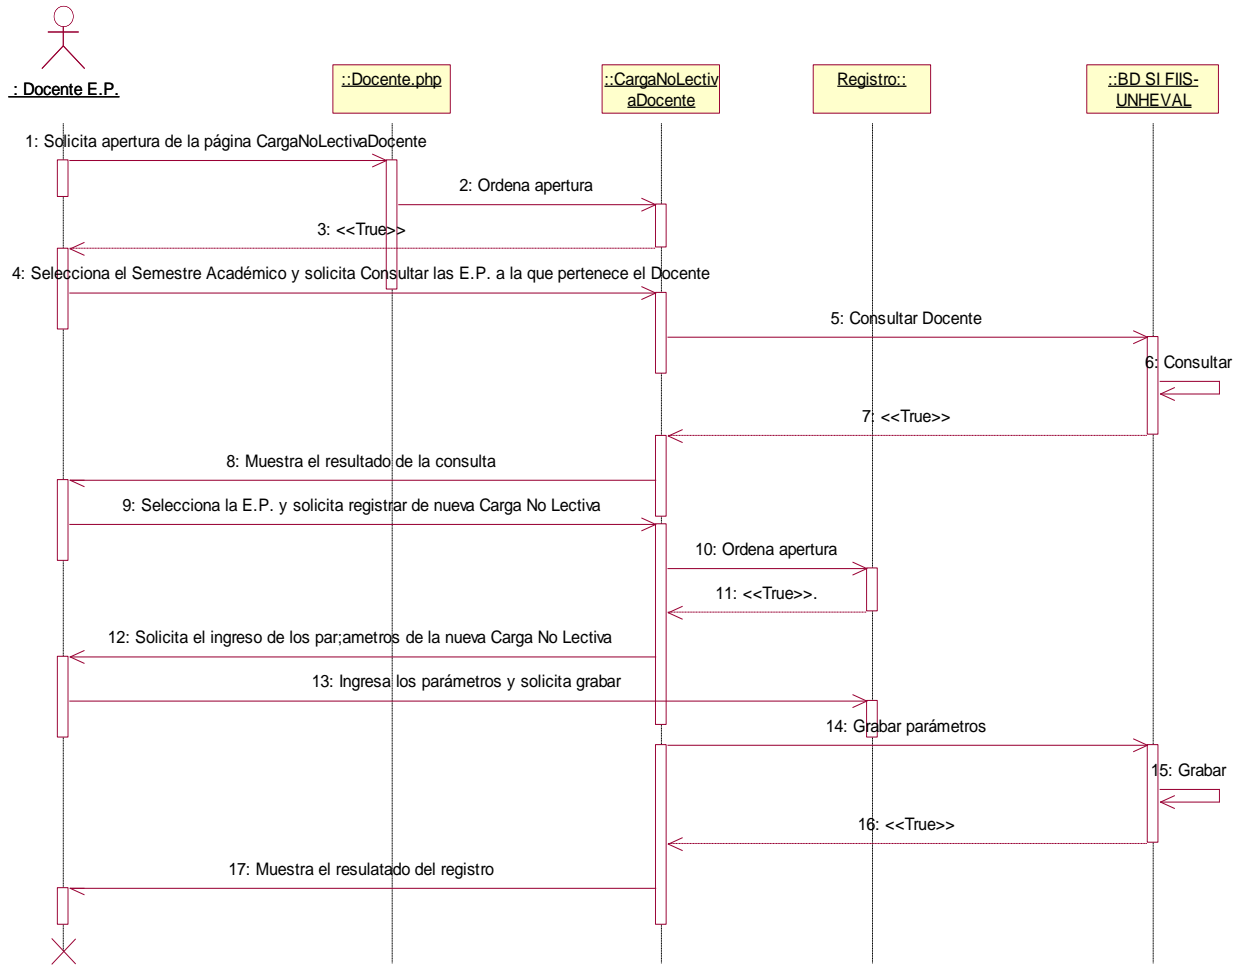 : Docente E.P.
::Docente.php
::CargaNoLectiv
aDocente
Registro::
::BD SI FIIS-
UNHEVAL
1: Solicita apertura de la página CargaNoLectivaDocente
2: Ordena apertura
3: <<True>>
4: Selecciona el Semestre Académico y solicita Consultar las E.P. a la que pertenece el Docente
5: Consultar Docente
6: Consultar
7: <<True>>
8: Muestra el resultado de la consulta
9: Selecciona la E.P. y solicita registrar de nueva Carga No Lectiva
10: Ordena apertura
11: <<True>>.
12: Solicita el ingreso de los par;ametros de la nueva Carga No Lectiva
13: Ingresa los parámetros y solicita grabar
14: Grabar parámetros
15: Grabar
16: <<True>>
17: Muestra el resulatado del registro